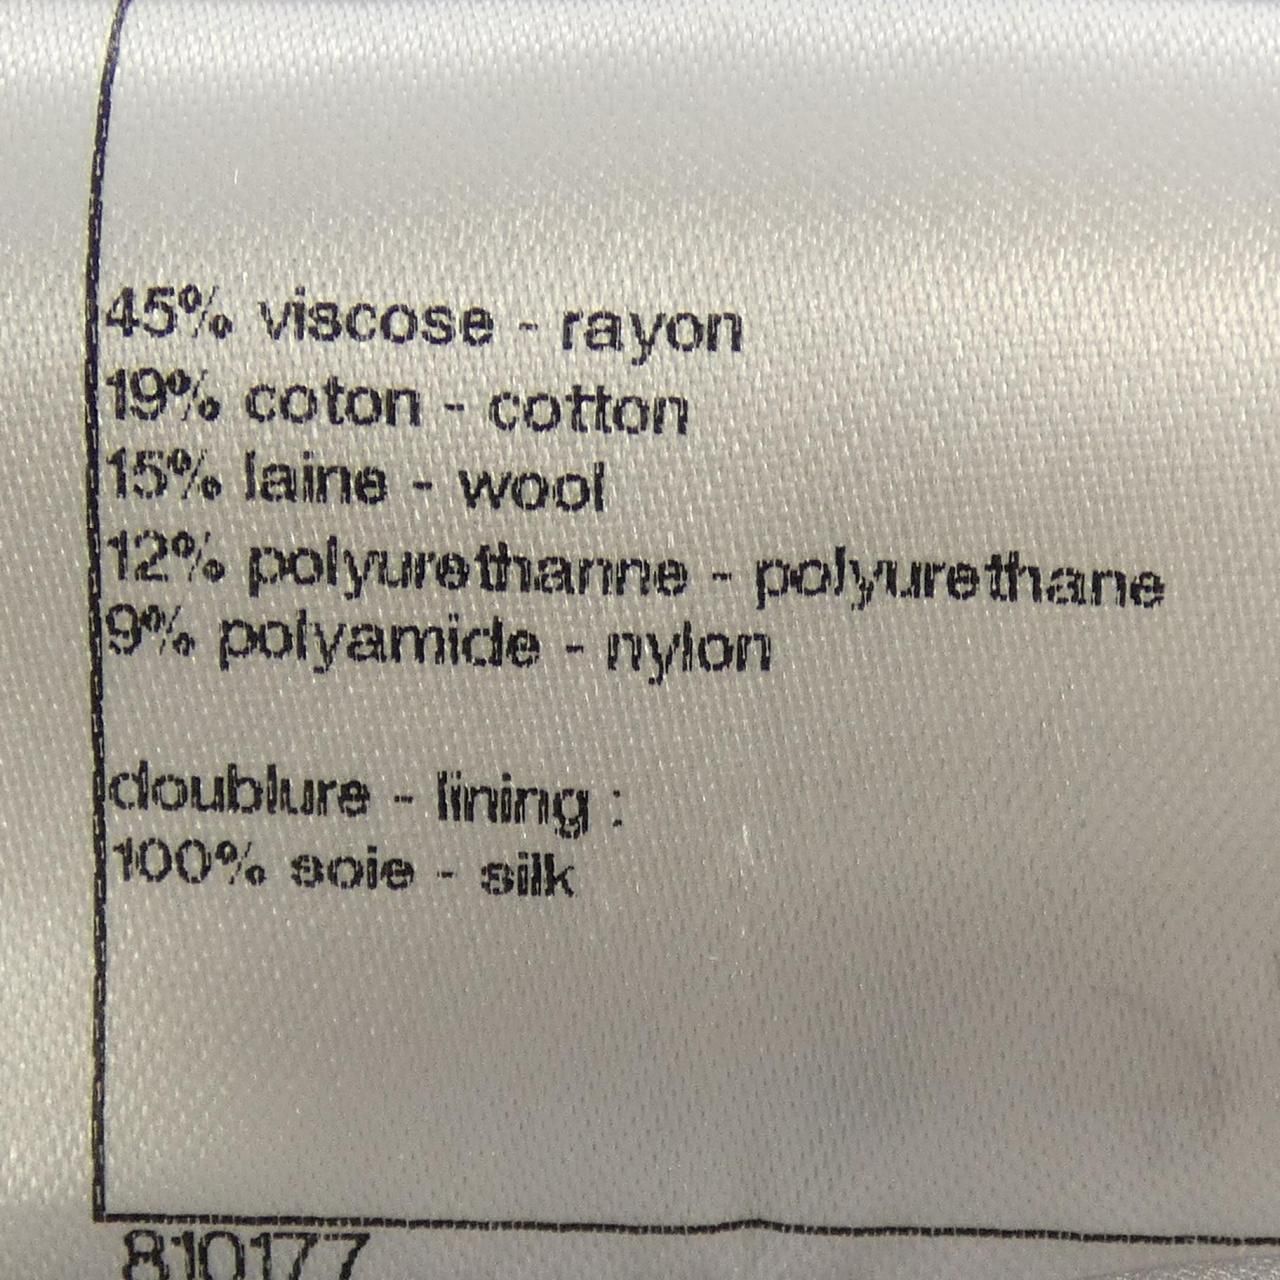 45% viscose - rayon
19% coton - cotton
15% laine - wool
12% polyurethanne - polyurethane
9% polyamide - nylon
doublure - lining :
100% soie - silk
810177